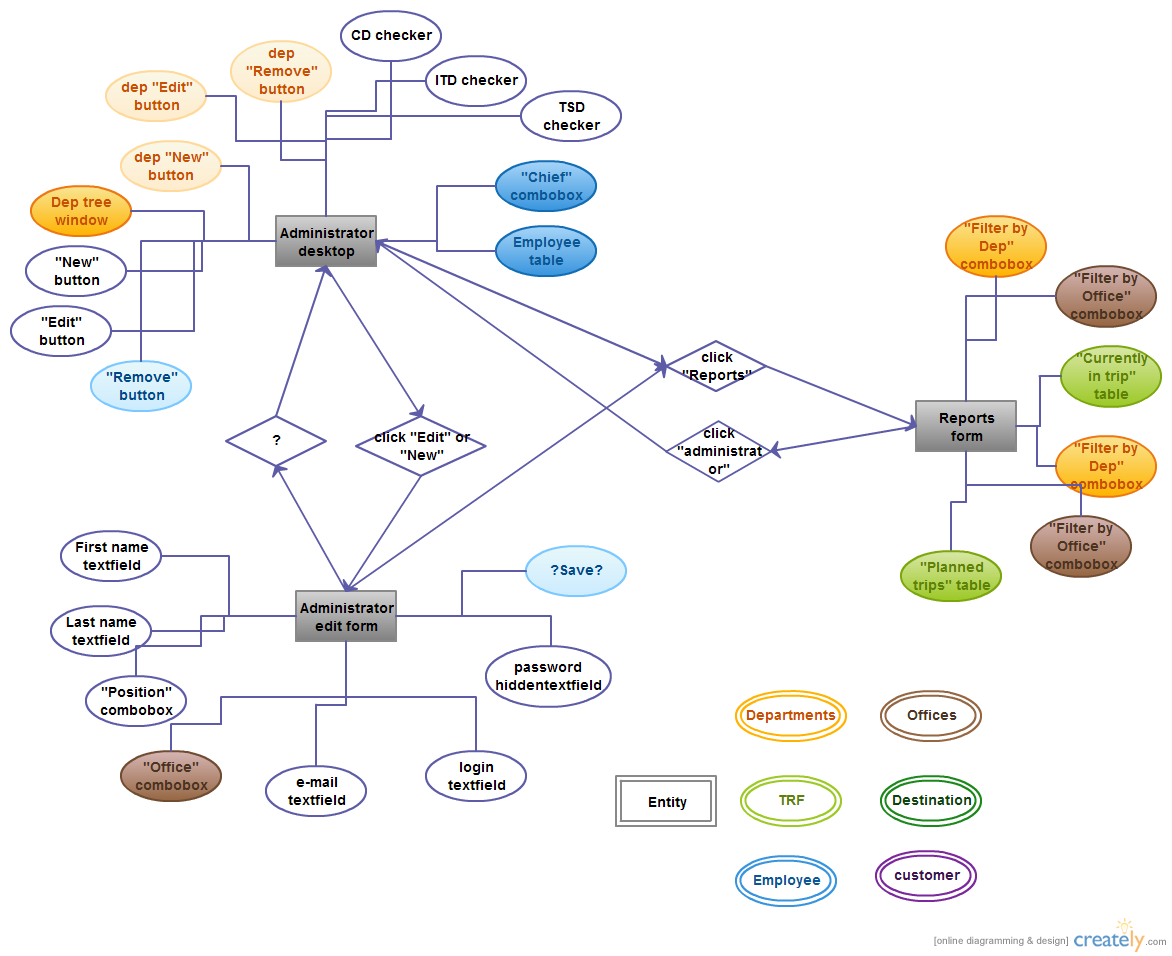 CD checker
dep
"Remove"
button
ITD checker
dep "Edit"
button
TSD
checker
dep "New"
button
"Chief"
combobox
Dep tree
window
Administrator
desktop
Employee
table
"New"
button
"Edit"
button
"Remove"
button
"Filter by
Dep"
combobox
"Filter by
Office"
combobox
click
"Reports"
"Currently
in trip"
table
Reports
form
?
click "Edit" or
"New"
click
"administrat
or"
"Filter by
Dep"
combobox
"Filter by
Office"
combobox
"Planned
trips" table
First name
textfield
?Save?
Last name
textfield
Administrator
edit form
"Position"
combobox
password
hiddentextfield
"Office"
combobox
e-mail
textfield
login
textfield
Departments
Offices
Entity
TRF
Destination
Employee
customer
[online diagramming & design] creately.com